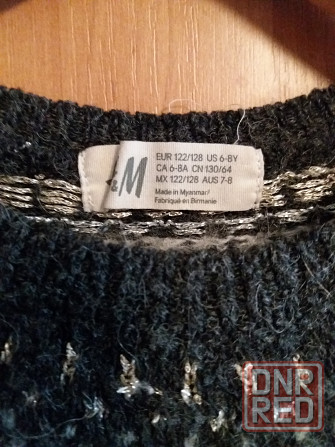 &M
EUR 122/128 US 6-8Y
CA 6-8A CN 130/64
MX 122/128 AUS 7-8
Made in Myanmar/
Fabriqué en Birmanie
DNR
RED